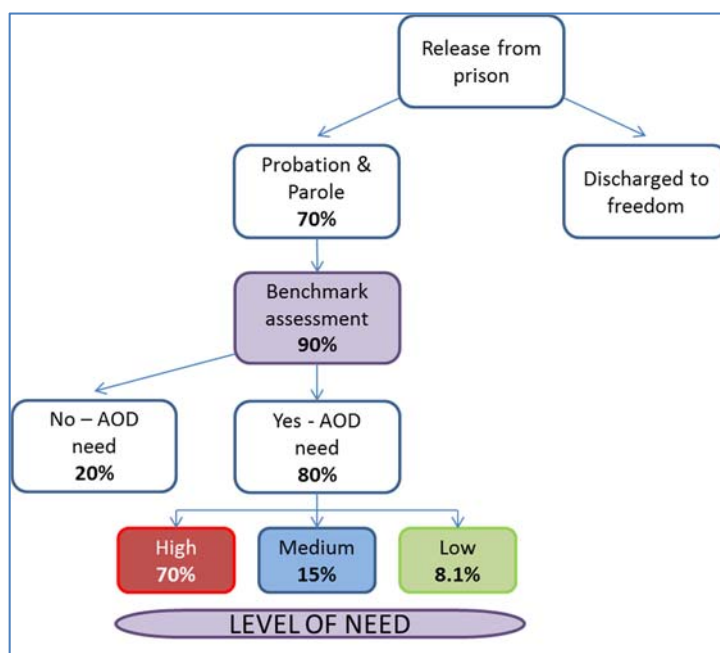 Release from
prison
Probation &
Parole
70%
Discharged to
freedom
Benchmark
assessment
90%
No – AOD
need
20%
Yes - AOD
need
80%
High
70%
Medium
15%
Low
8.1%
LEVEL OF NEED